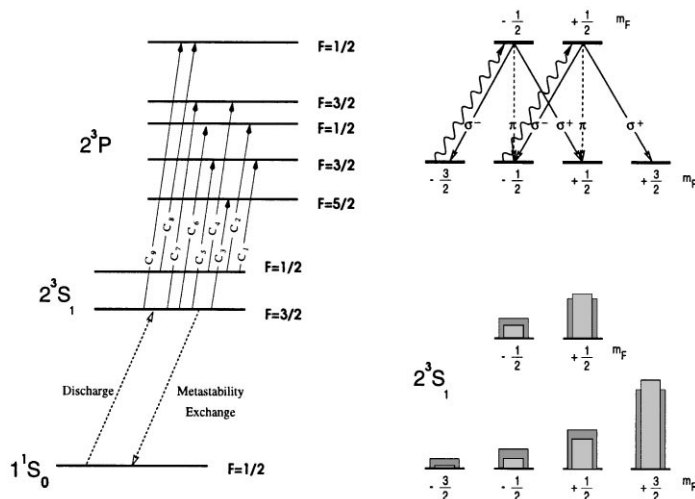 F=1/2
F=3/2
F=1/2
2³P
F=3/2
F=5/2
C₉
C₈
C₇
C₆
C₅
C₄
C₃
C₂
C₁
F=1/2
2³S₁
F=3/2
Discharge
Metastability
Exchange
1¹S₀
F=1/2
- 1/2
+ 1/2
m_F
σ⁻
π
σ⁻
σ⁺
π
σ⁺
- 3/2
- 1/2
+ 1/2
+ 3/2
m_F
- 1/2
+ 1/2
m_F
2³S₁
- 3/2
- 1/2
+ 1/2
+ 3/2
m_F